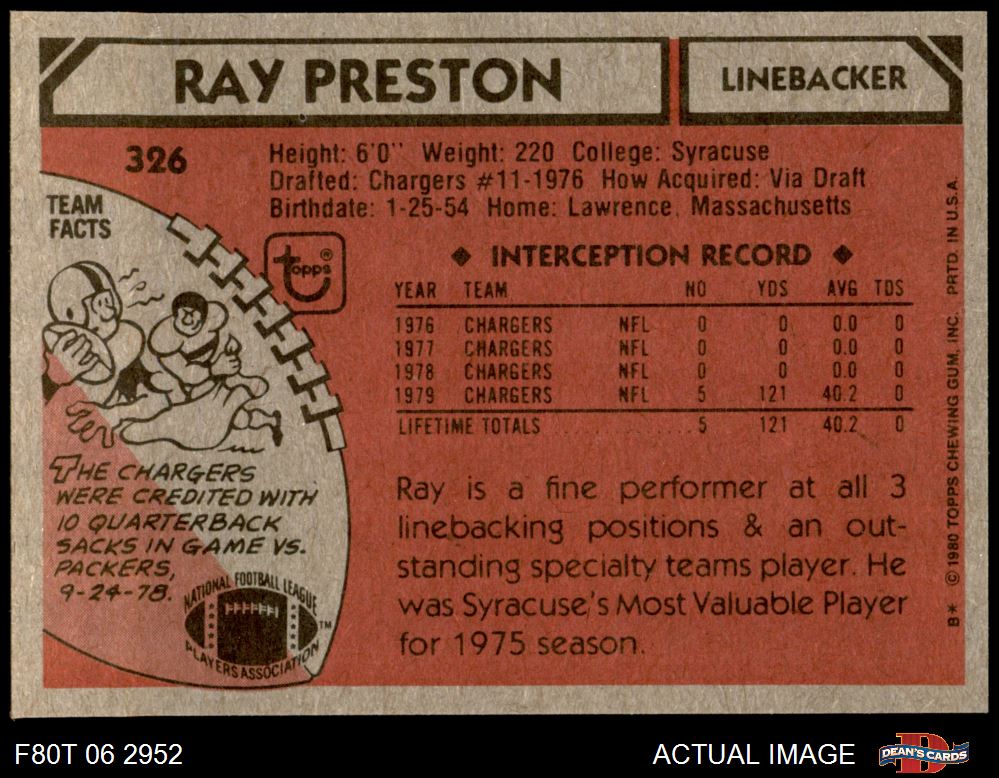 RAY PRESTON
LINEBACKER
326
Height: 6'0" Weight: 220 College: Syracuse
Drafted: Chargers #11-1976 How Acquired: Via Draft
Birthdate: 1-25-54 Home: Lawrence, Massachusetts
TEAM
FACTS
topps®
◆ INTERCEPTION RECORD ◆
YEAR TEAM NO YDS AVG TDS
1976 CHARGERS NFL 0 0 0.0 0
1977 CHARGERS NFL 0 0 0.0 0
1978 CHARGERS NFL 0 0 0.0 0
1979 CHARGERS NFL 5 121 40.2 0
LIFETIME TOTALS 5 121 40.2 0
THE CHARGERS
WERE CREDITED WITH
10 QUARTERBACK
SACKS IN GAME VS.
PACKERS,
9-24-78.
NATIONAL FOOTBALL LEAGUE
PLAYERS ASSOCIATION
TM
Ray is a fine performer at all 3
linebacking positions & an out-
standing specialty teams player. He
was Syracuse's Most Valuable Player
for 1975 season.
B* © 1980 TOPPS CHEWING GUM, INC. PRTD. IN U.S.A.
F80T 06 2952
ACTUAL IMAGE
DEAN'S CARDS